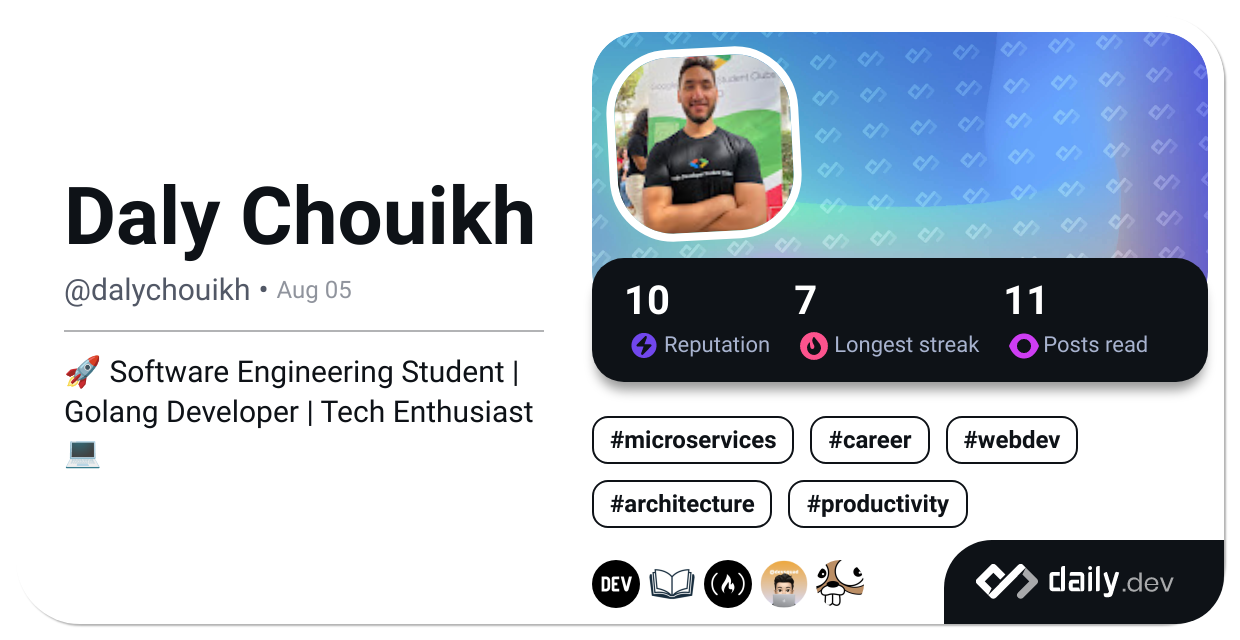 Daly Chouikh
@dalychouikh • Aug 05
🚀 Software Engineering Student |
Golang Developer | Tech Enthusiast
💻
10
Reputation
7
Longest streak
11
Posts read
#microservices
#career
#webdev
#architecture
#productivity
DEV
daily.dev